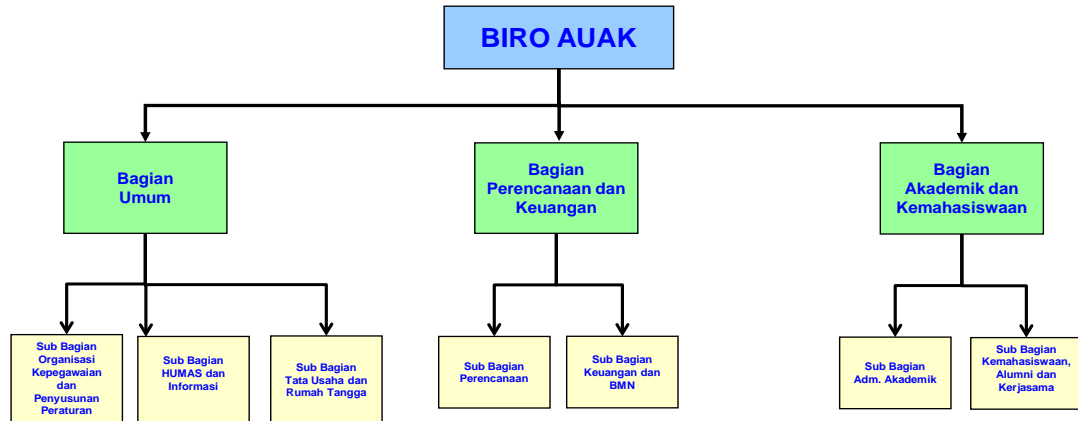 BIRO AUAK
Bagian
Umum
Bagian
Perencanaan dan
Keuangan
Bagian
Akademik dan
Kemahasiswaan
Sub Bagian
Organisasi
Kepegawaian
dan
Penyusunan
Peraturan
Sub Bagian
HUMAS dan
Informasi
Sub Bagian
Tata Usaha dan
Rumah Tangga
Sub Bagian
Perencanaan
Sub Bagian
Keuangan dan
BMN
Sub Bagian
Adm. Akademik
Sub Bagian
Kemahasiswaan,
Alumni dan
Kerjasama